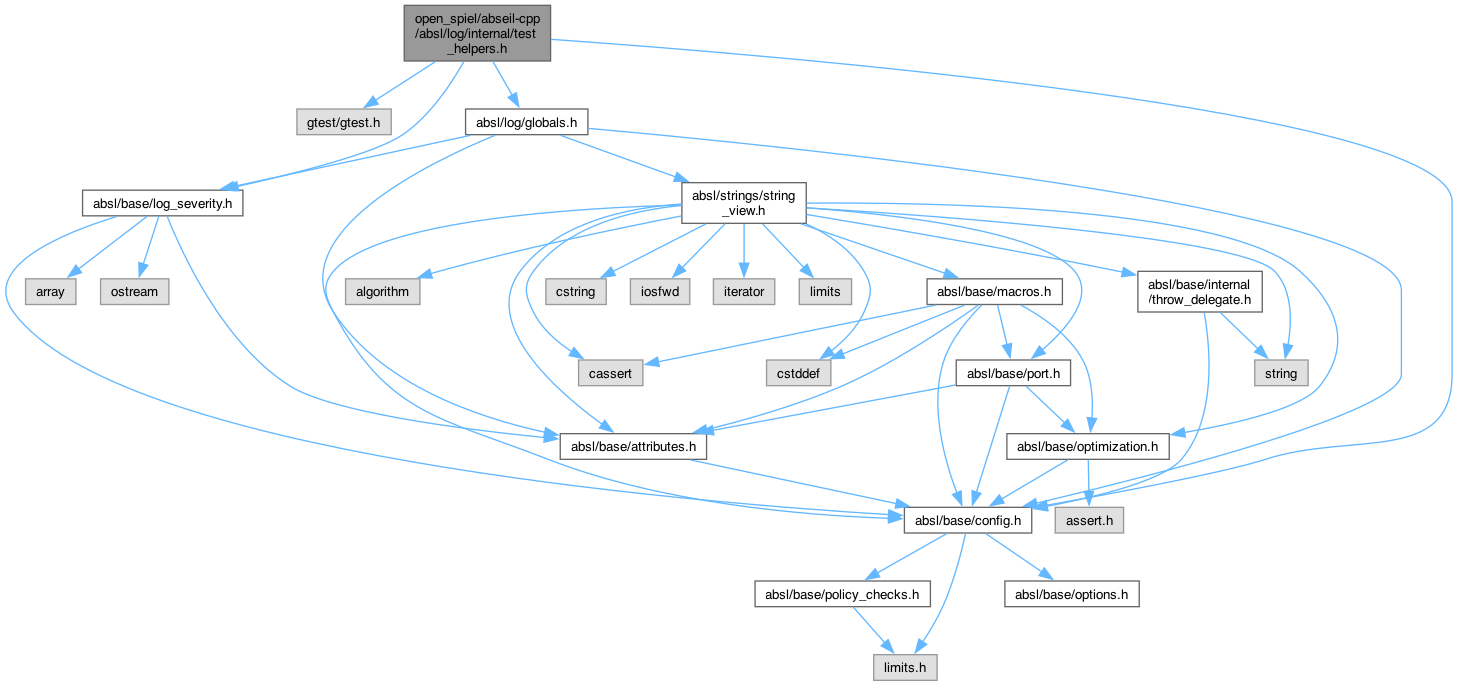 open_spiel/abseil-cpp
/absl/log/internal/test
_helpers.h
gtest/gtest.h
absl/log/globals.h
absl/base/log_severity.h
absl/strings/string
_view.h
array
ostream
algorithm
cstring
iosfwd
iterator
limits
absl/base/macros.h
absl/base/internal
/throw_delegate.h
cassert
cstddef
absl/base/port.h
string
absl/base/attributes.h
absl/base/optimization.h
absl/base/config.h
assert.h
absl/base/policy_checks.h
absl/base/options.h
limits.h